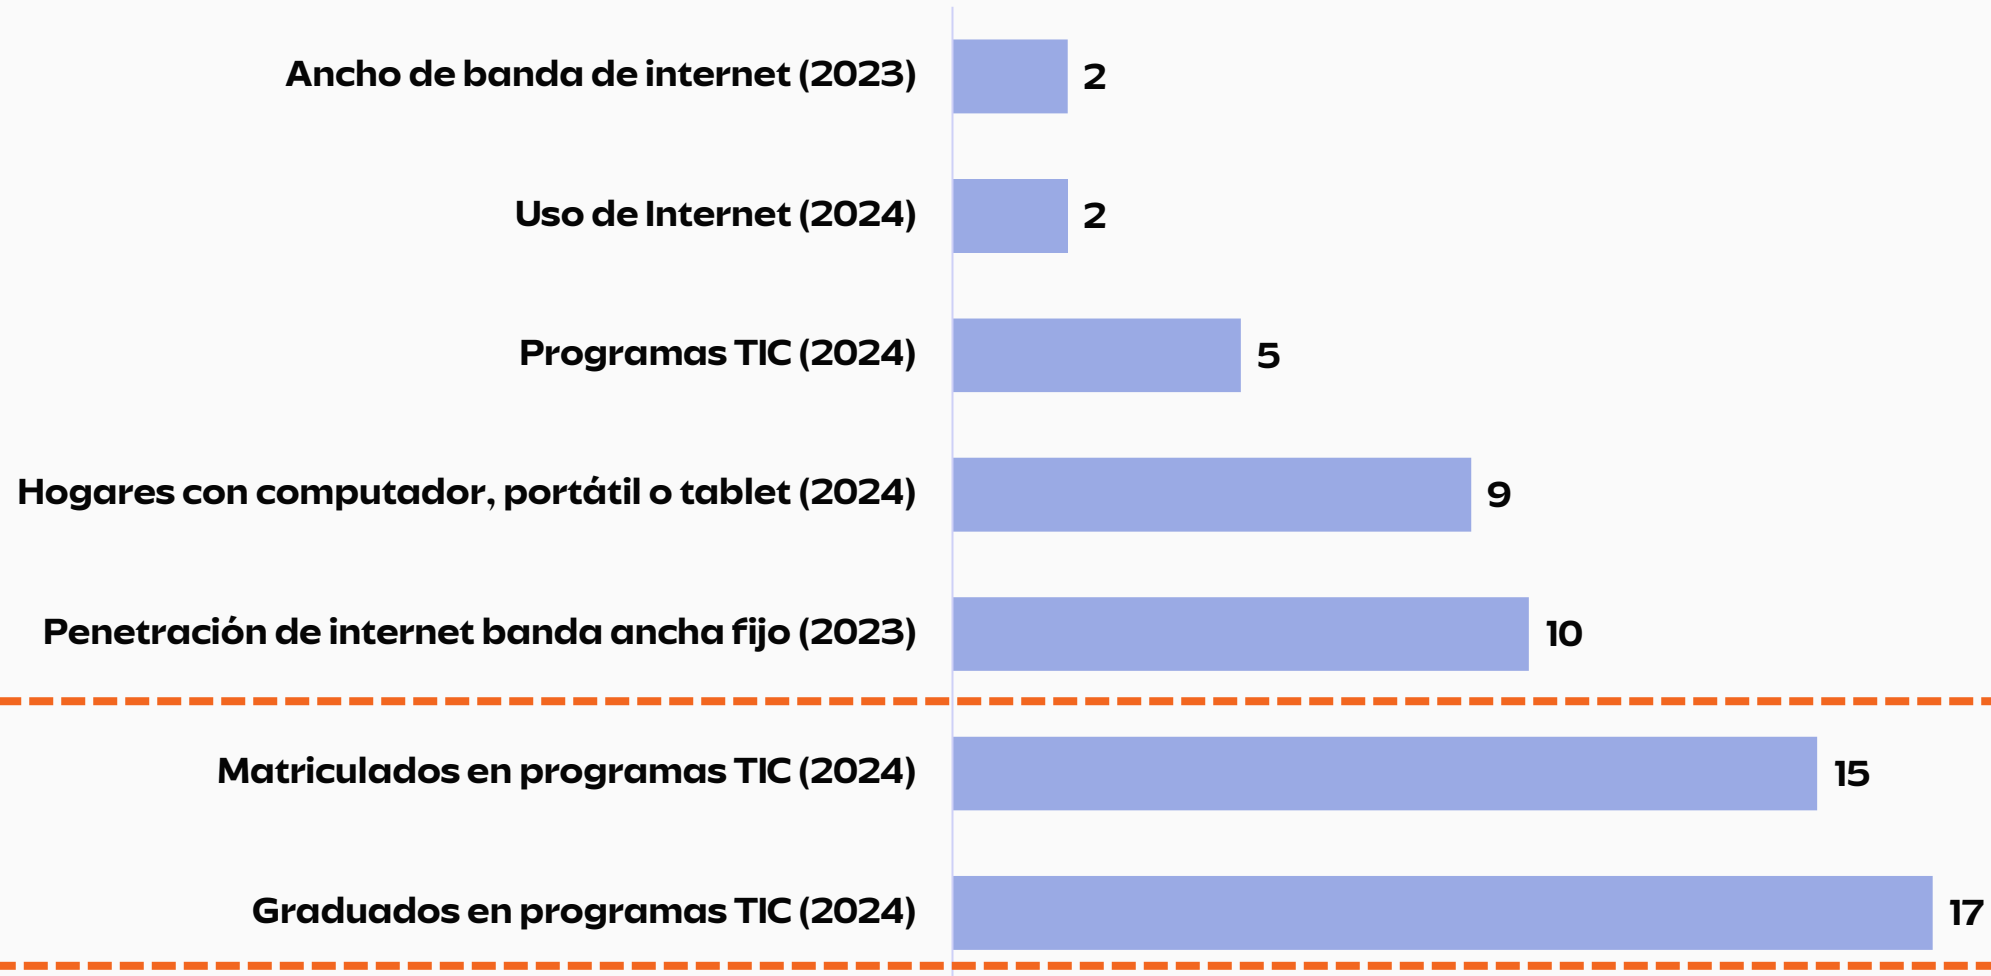 Ancho de banda de internet (2023) 2
Uso de Internet (2024) 2
Programas TIC (2024) 5
Hogares con computador, portátil o tablet (2024) 9
Penetración de internet banda ancha fijo (2023) 10
Matriculados en programas TIC (2024) 15
Graduados en programas TIC (2024) 17